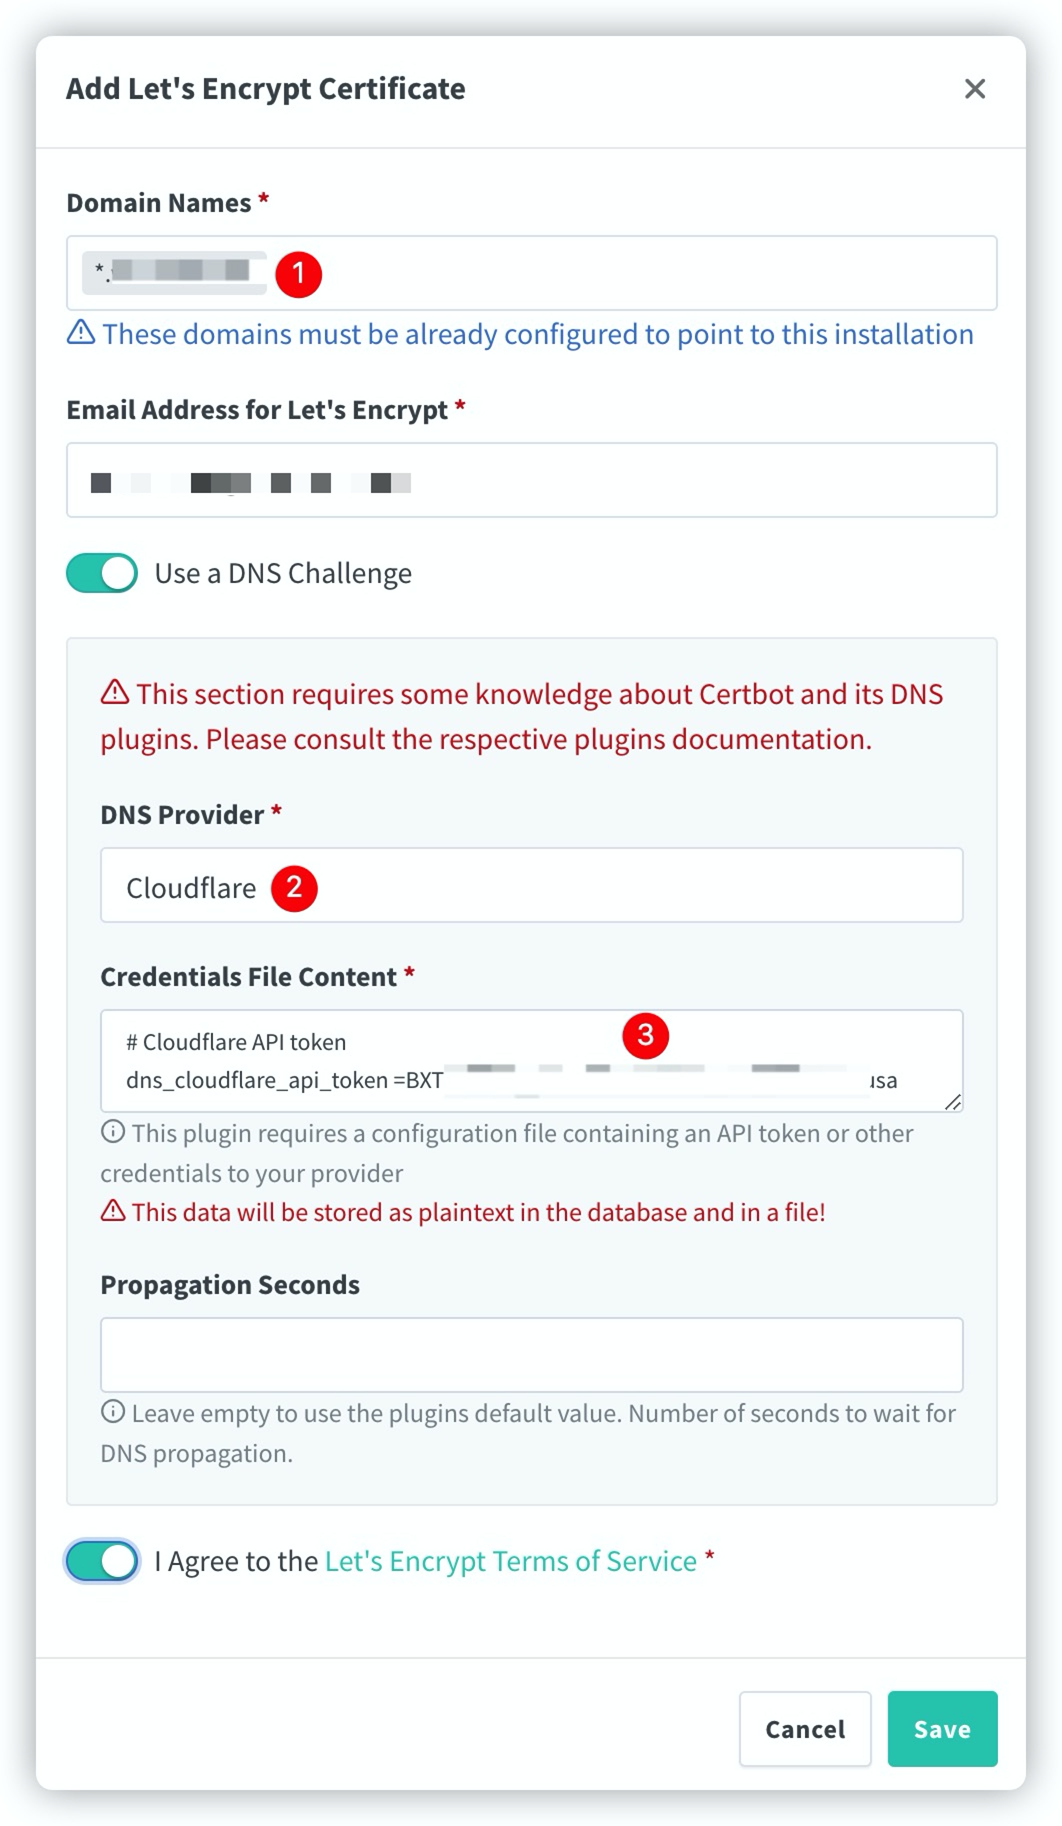 Add Let's Encrypt Certificate
Domain Names *
*.
1
These domains must be already configured to point to this installation
Email Address for Let's Encrypt *
Use a DNS Challenge
This section requires some knowledge about Certbot and its DNS
plugins. Please consult the respective plugins documentation.
DNS Provider *
Cloudflare 2
Credentials File Content *
# Cloudflare API token
3
dns_cloudflare_api_token =BXT usa
This plugin requires a configuration file containing an API token or other
credentials to your provider
This data will be stored as plaintext in the database and in a file!
Propagation Seconds
Leave empty to use the plugins default value. Number of seconds to wait for
DNS propagation.
I Agree to the Let's Encrypt Terms of Service *
Cancel
Save